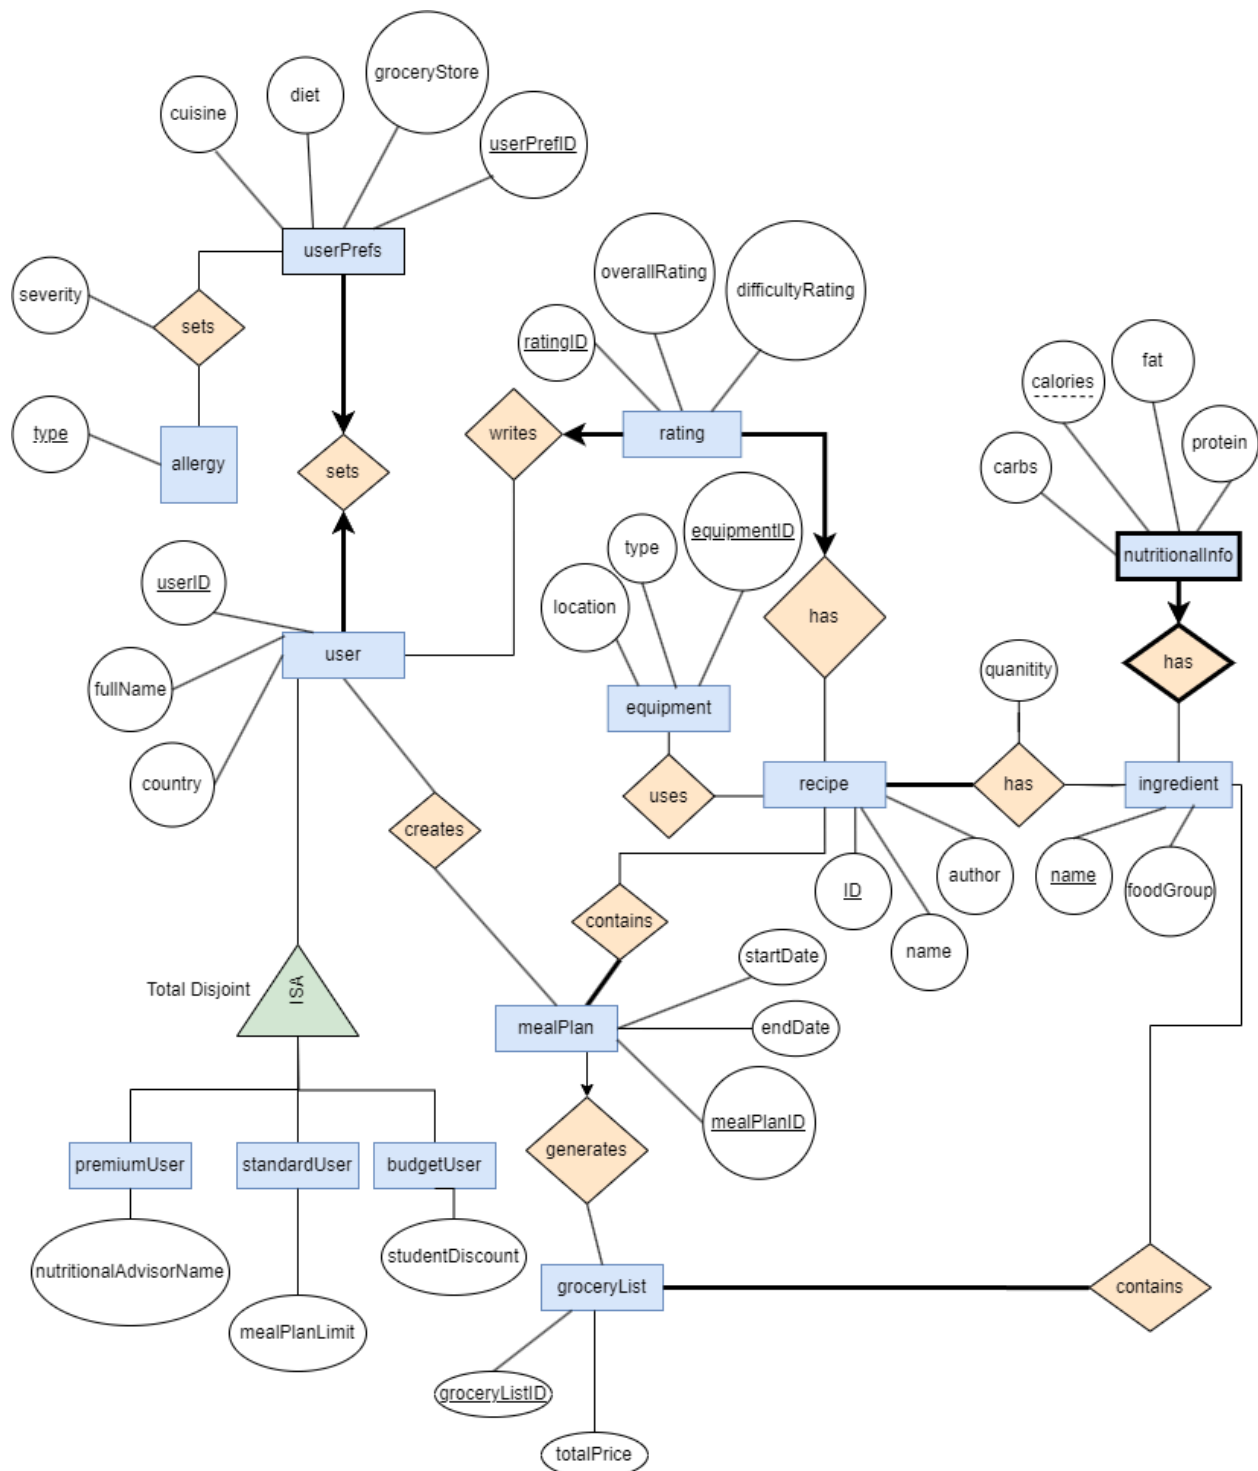 groceryStore
diet
cuisine
userPrefID
userPrefs
overallRating
difficultyRating
severity
sets
ratingID
fat
calories
type
allergy
writes
rating
protein
carbs
sets
equipmentID
type
nutritionalInfo
userID
location
has
user
quanitity
has
fullName
equipment
country
uses
recipe
has
ingredient
creates
ID
author
name
foodGroup
contains
name
startDate
Total Disjoint
ISA
mealPlan
endDate
mealPlanID
generates
premiumUser
standardUser
budgetUser
nutritionalAdvisorName
studentDiscount
groceryList
contains
mealPlanLimit
groceryListID
totalPrice